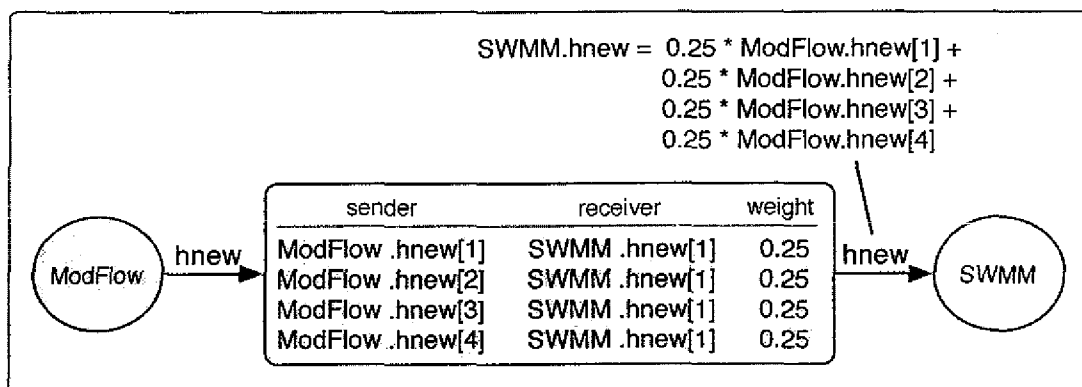 SWMM.hnew = 0.25 * ModFlow.hnew[1] +
0.25 * ModFlow.hnew[2] +
0.25 * ModFlow.hnew[3] +
0.25 * ModFlow.hnew[4]
sender receiver weight
ModFlow .hnew[1] SWMM .hnew[1] 0.25
ModFlow .hnew[2] SWMM .hnew[1] 0.25
ModFlow .hnew[3] SWMM .hnew[1] 0.25
ModFlow .hnew[4] SWMM .hnew[1] 0.25
ModFlow
hnew
hnew
SWMM